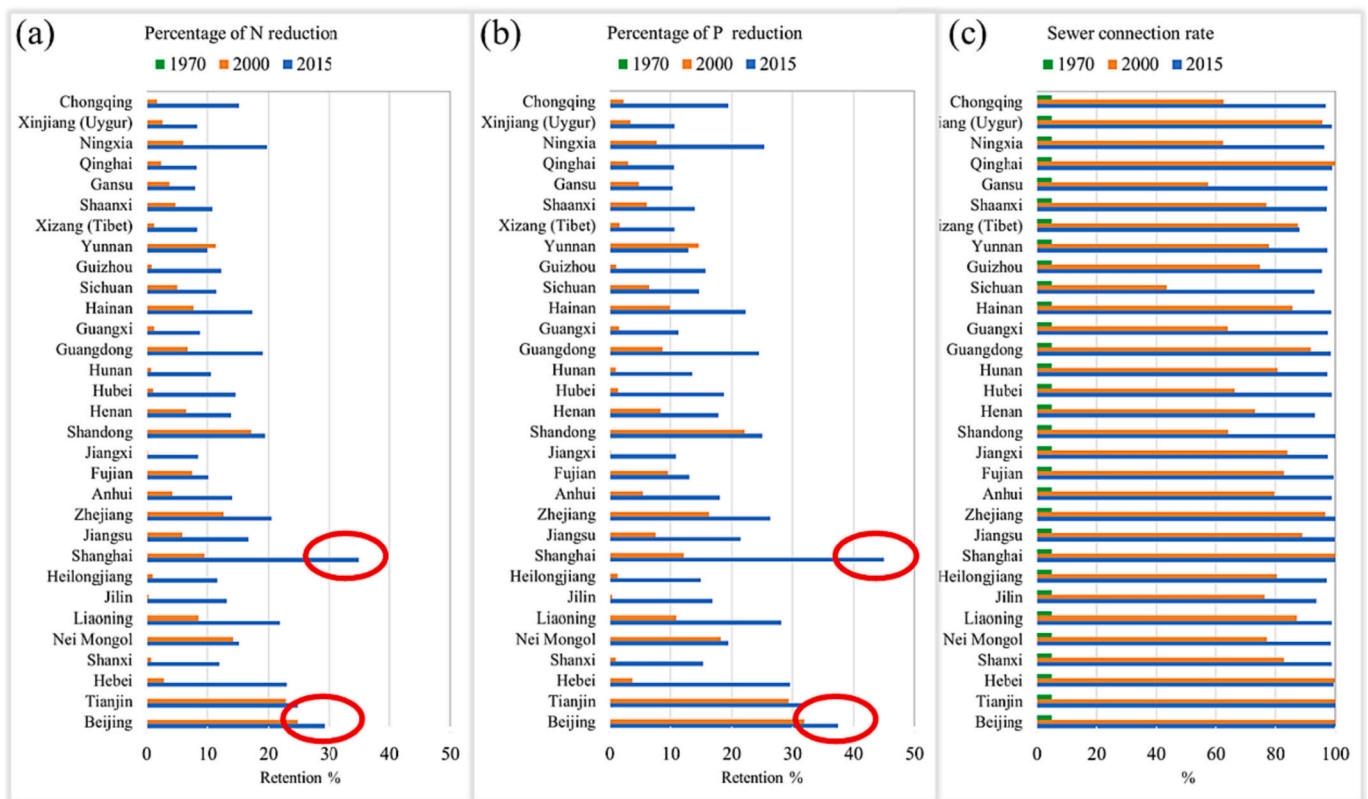 (a)
Percentage of N reduction
1970 2000 2015
Chongqing
Xinjiang (Uygur)
Ningxia
Qinghai
Gansu
Shaanxi
Xizang (Tibet)
Yunnan
Guizhou
Sichuan
Hainan
Guangxi
Guangdong
Hunan
Hubei
Henan
Shandong
Jiangxi
Fujian
Anhui
Zhejiang
Jiangsu
Shanghai
Heilongjiang
Jilin
Liaoning
Nei Mongol
Shanxi
Hebei
Tianjin
Beijing
0 10 20 30 40 50
Retention %
(b)
Percentage of P reduction
1970 2000 2015
Chongqing
Xinjiang (Uygur)
Ningxia
Qinghai
Gansu
Shaanxi
Xizang (Tibet)
Yunnan
Guizhou
Sichuan
Hainan
Guangxi
Guangdong
Hunan
Hubei
Henan
Shandong
Jiangxi
Fujian
Anhui
Zhejiang
Jiangsu
Shanghai
Heilongjiang
Jilin
Liaoning
Nei Mongol
Shanxi
Hebei
Tianjin
Beijing
0 10 20 30 40 50
Retention %
(c)
Sewer connection rate
1970 2000 2015
Chongqing
iang (Uygur)
Ningxia
Qinghai
Gansu
Shaanxi
izang (Tibet)
Yunnan
Guizhou
Sichuan
Hainan
Guangxi
Guangdong
Hunan
Hubei
Henan
Shandong
Jiangxi
Fujian
Anhui
Zhejiang
Jiangsu
Shanghai
Heilongjiang
Jilin
Liaoning
Nei Mongol
Shanxi
Hebei
Tianjin
Beijing
0 20 40 60 80 100
%